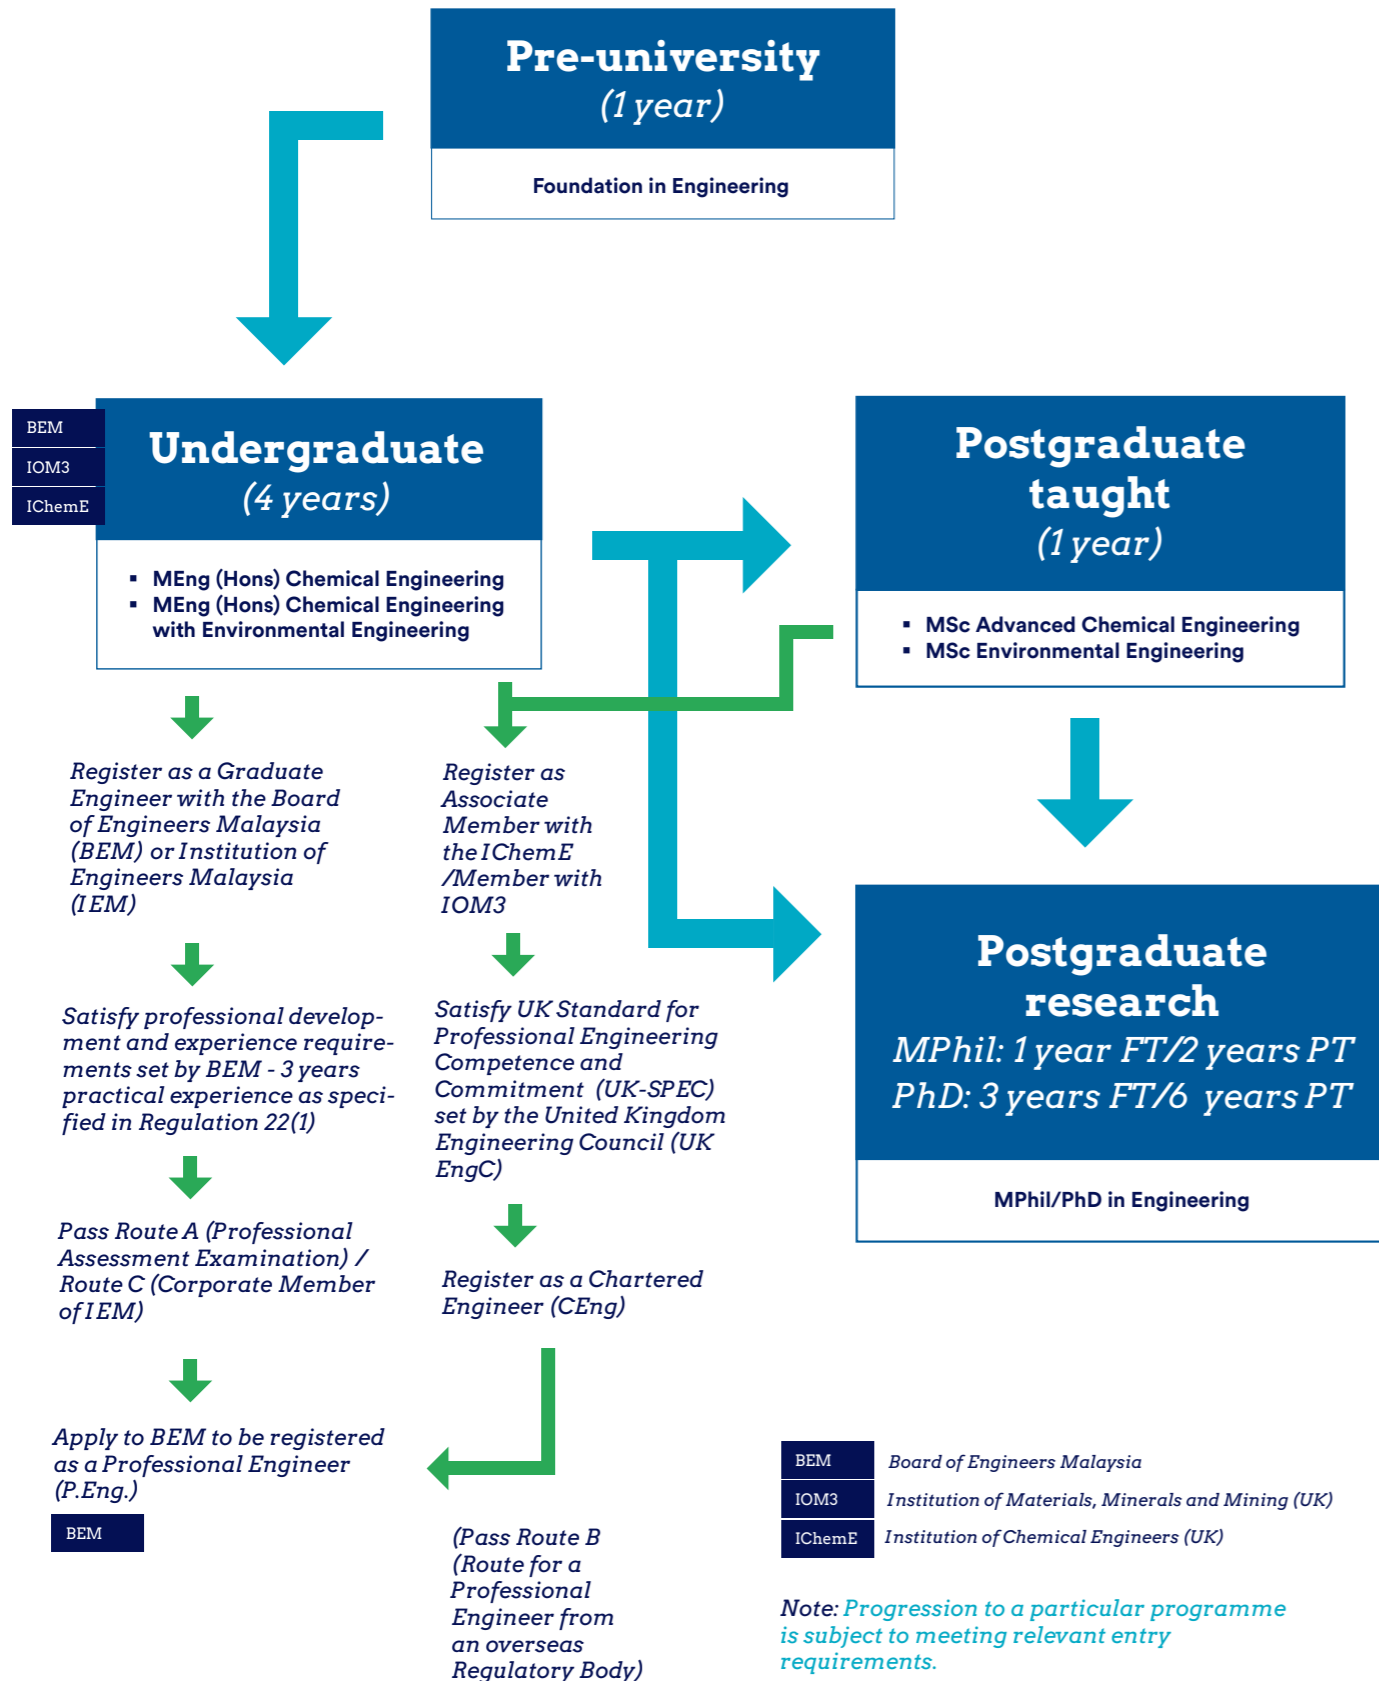 Pre-university
(1 year)
Foundation in Engineering
BEM
IOM3
IChemE
Undergraduate
(4 years)
▪ MEng (Hons) Chemical Engineering
▪ MEng (Hons) Chemical Engineering
with Environmental Engineering
Postgraduate
taught
(1 year)
▪ MSc Advanced Chemical Engineering
▪ MSc Environmental Engineering
Register as a Graduate
Engineer with the Board
of Engineers Malaysia
(BEM) or Institution of
Engineers Malaysia
(IEM)
Satisfy professional develop-
ment and experience require-
ments set by BEM - 3 years
practical experience as speci-
fied in Regulation 22(1)
Pass Route A (Professional
Assessment Examination) /
Route C (Corporate Member
of IEM)
Apply to BEM to be registered
as a Professional Engineer
(P.Eng.)
BEM
Register as
Associate
Member with
the IChemE
/Member with
IOM3
Satisfy UK Standard for
Professional Engineering
Competence and
Commitment (UK-SPEC)
set by the United Kingdom
Engineering Council (UK
EngC)
Register as a Chartered
Engineer (CEng)
(Pass Route B
(Route for a
Professional
Engineer from
an overseas
Regulatory Body)
Postgraduate
research
MPhil: 1 year FT/2 years PT
PhD: 3 years FT/6 years PT
MPhil/PhD in Engineering
BEM Board of Engineers Malaysia
IOM3 Institution of Materials, Minerals and Mining (UK)
IChemE Institution of Chemical Engineers (UK)
Note: Progression to a particular programme
is subject to meeting relevant entry
requirements.